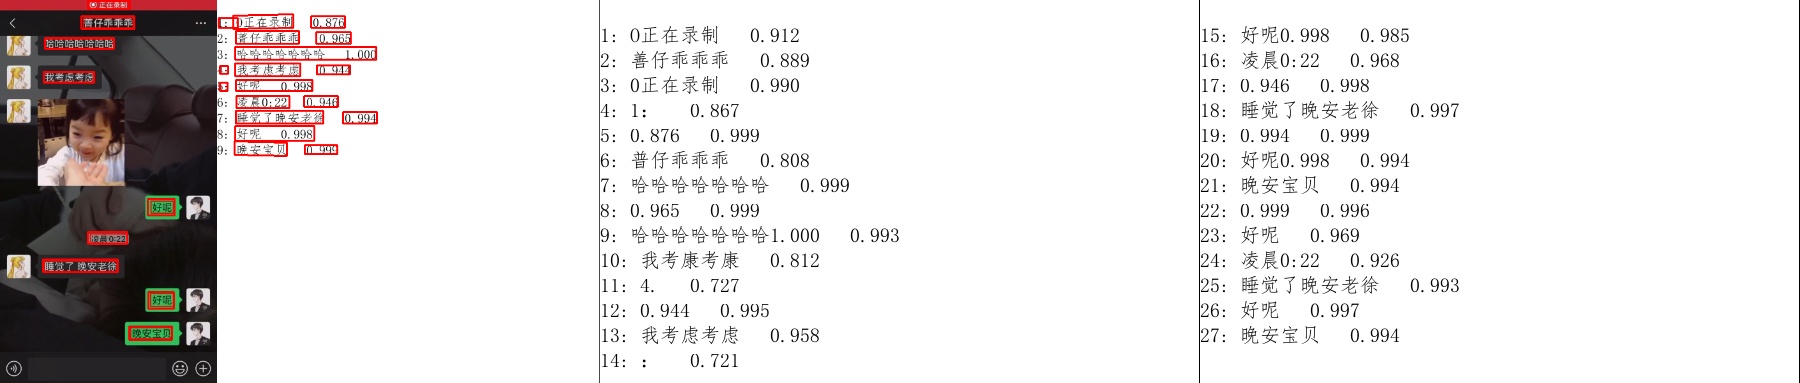 正在录制
善仔乖乖乖
哈哈哈哈哈哈哈
我考虑考虑
好呢
凌晨0:22
睡觉了 晚安老徐
好呢
晚安宝贝
1: O正在录制 0.876
2: 善仔乖乖乖 0.965
3: 哈哈哈哈哈哈哈 1.000
4: 我考虑考虑 0.944
5: 好呢 0.998
6: 凌晨0:22 0.946
7: 睡觉了晚安老徐 0.994
8: 好呢 0.998
9: 晚安宝贝 0.999
1: O正在录制 0.912
2: 善仔乖乖乖 0.889
3: O正在录制 0.990
4: 1: 0.867
5: 0.876 0.999
6: 普仔乖乖乖 0.808
7: 哈哈哈哈哈哈哈 0.999
8: 0.965 0.999
9: 哈哈哈哈哈哈哈1.000 0.993
10: 我考康考康 0.812
11: 4. 0.727
12: 0.944 0.995
13: 我考虑考虑 0.958
14: : 0.721
15: 好呢0.998 0.985
16: 凌晨0:22 0.968
17: 0.946 0.998
18: 睡觉了晚安老徐 0.997
19: 0.994 0.999
20: 好呢0.998 0.994
21: 晚安宝贝 0.994
22: 0.999 0.996
23: 好呢 0.969
24: 凌晨0:22 0.926
25: 睡觉了晚安老徐 0.993
26: 好呢 0.997
27: 晚安宝贝 0.994